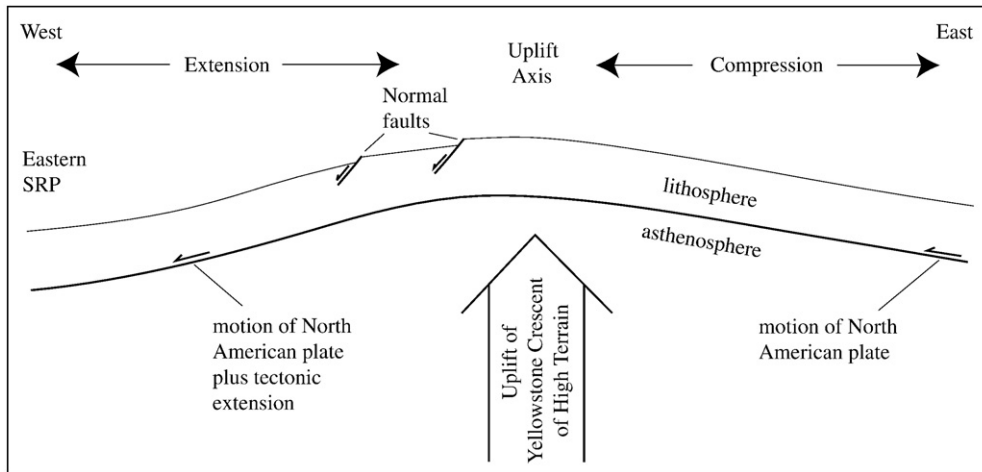 West
East
Extension
Uplift
Axis
Compression
Normal
faults
Eastern
SRP
lithosphere
asthenosphere
motion of North
American plate
plus tectonic
extension
Uplift of
Yellowstone Crescent
of High Terrain
motion of North
American plate